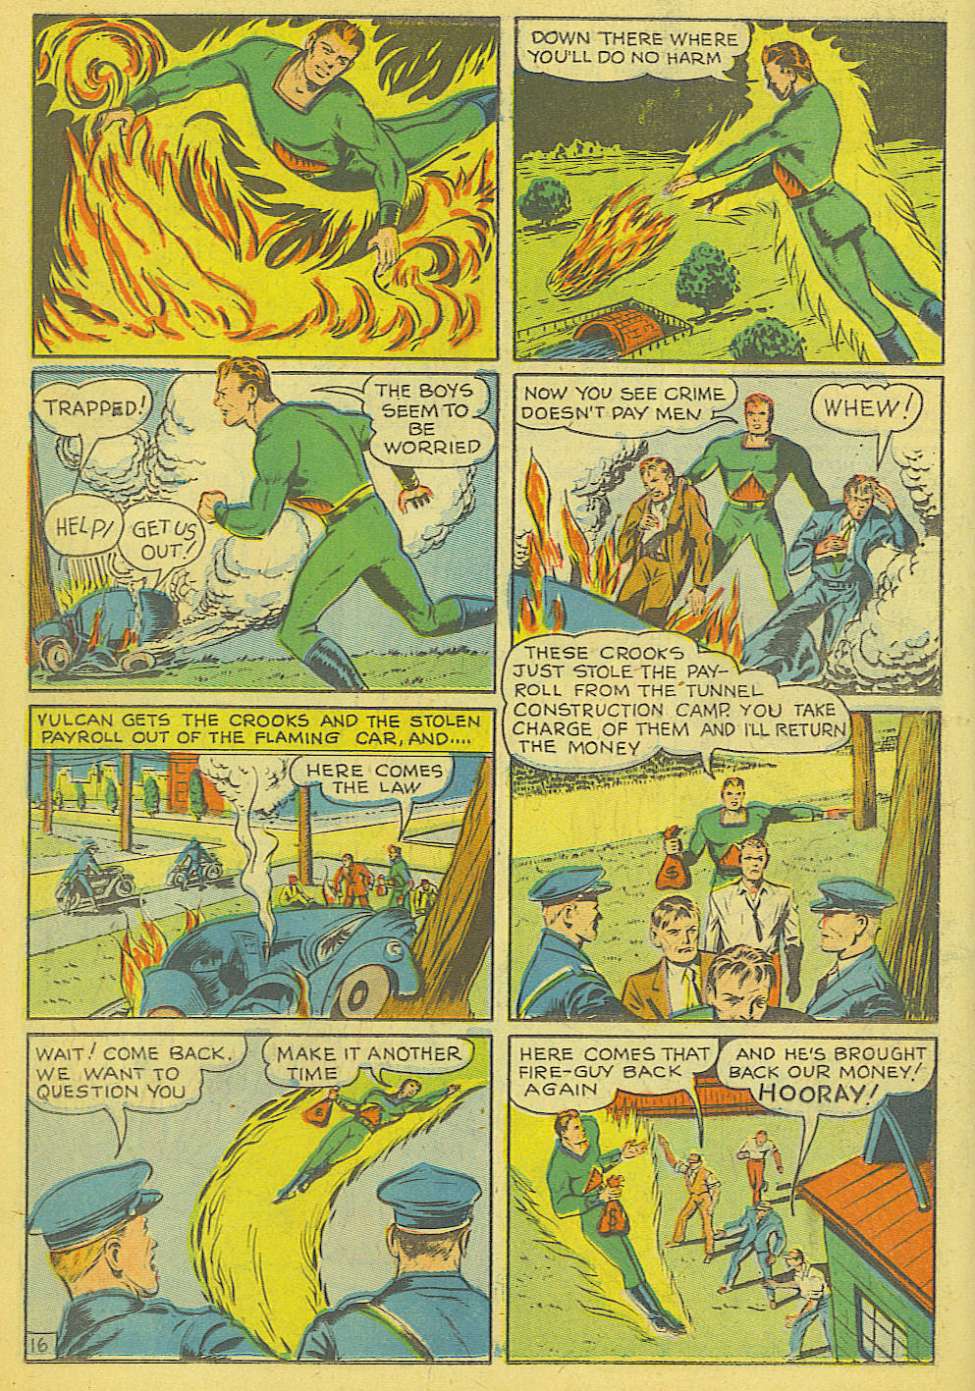 DOWN THERE WHERE
YOU'LL DO NO HARM
TRAPPED!
THE BOYS
SEEM TO
BE
WORRIED
HELP!
GET US
OUT!
NOW YOU SEE CRIME
DOESN'T PAY MEN
WHEW!
VULCAN GETS THE CROOKS AND THE STOLEN
PAYROLL OUT OF THE FLAMING CAR, AND....
HERE COMES
THE LAW
S
THESE CROOKS
JUST STOLE THE PAY-
ROLL FROM THE TUNNEL
CONSTRUCTION CAMP. YOU TAKE
CHARGE OF THEM AND I'LL RETURN
THE MONEY
$
WAIT! COME BACK.
WE WANT TO
QUESTION YOU
MAKE IT ANOTHER
TIME
$
16
HERE COMES THAT
FIRE-GUY BACK
AGAIN
AND HE'S BROUGHT
BACK OUR MONEY!
HOORAY!
$